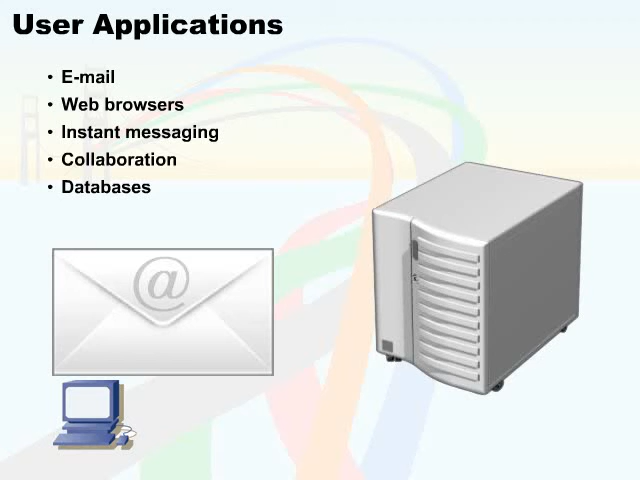 User Applications
• E-mail
• Web browsers
• Instant messaging
• Collaboration
• Databases
@